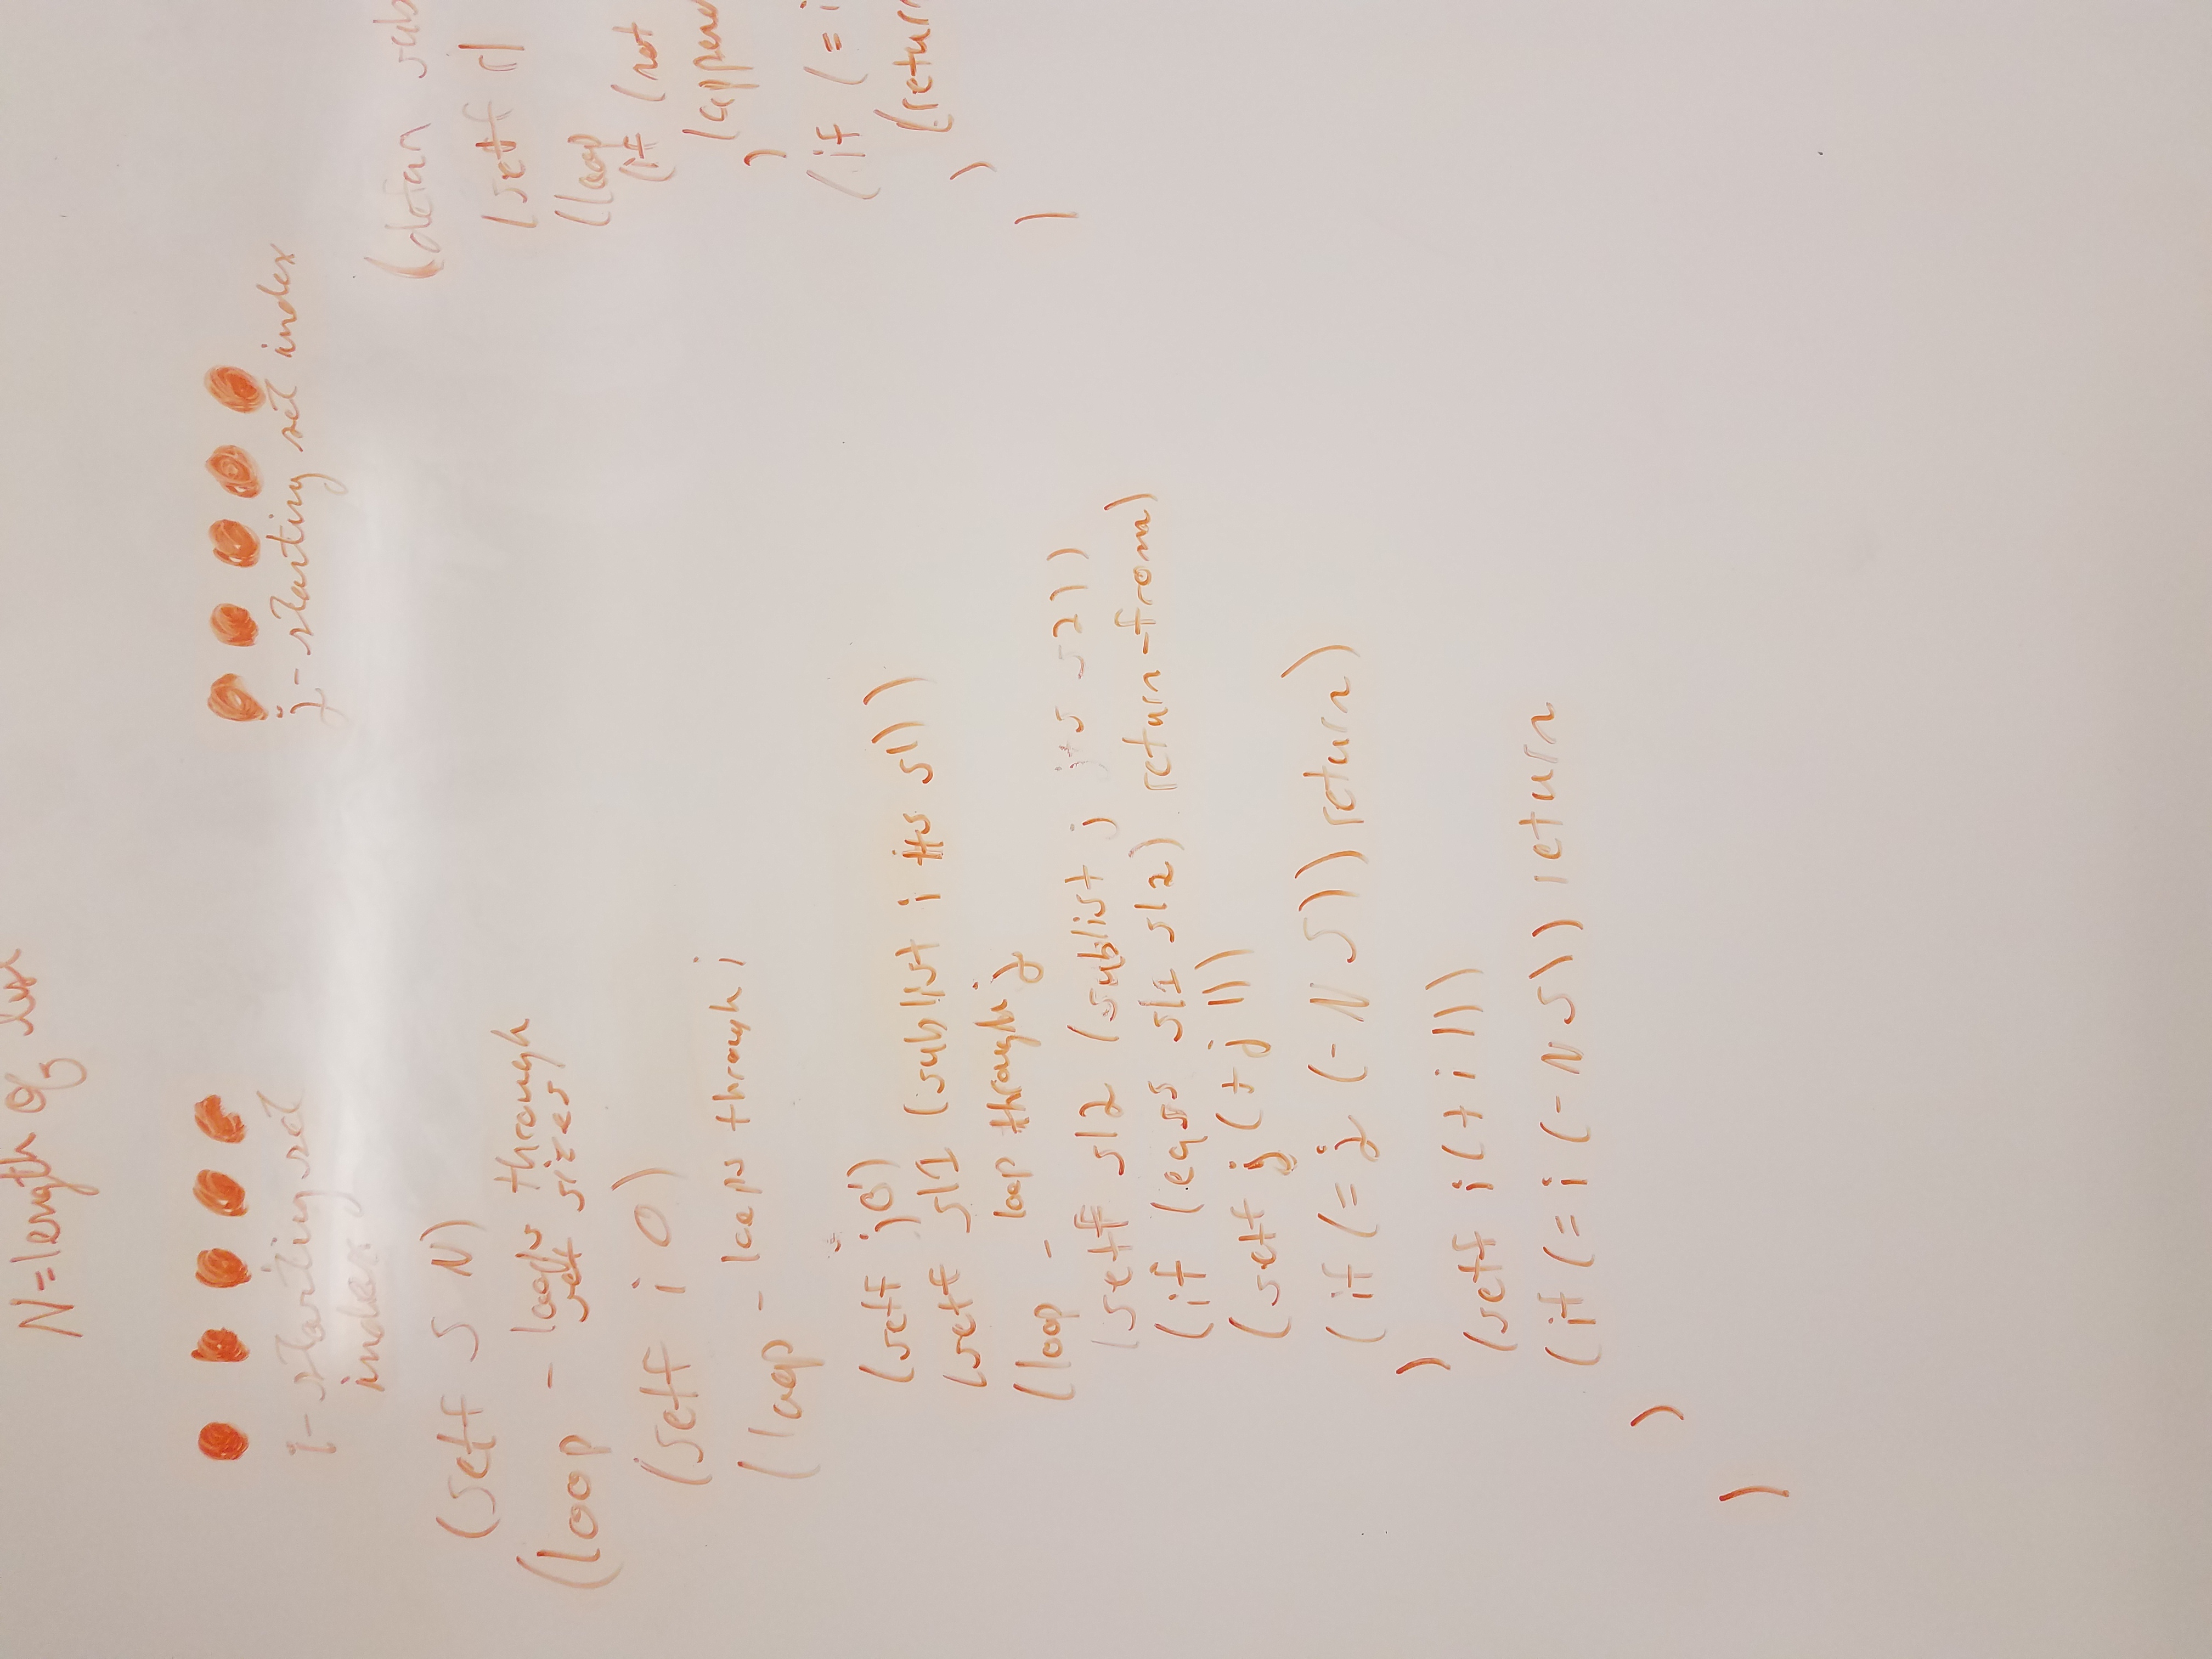 N=length of
i-starting set
index
j-starting set index
(setf S N)
(loop - loops through
set sizes
(setf i 0)
(loop - loops through i
(setf j 0)
(setf sl1 (sublist i i+s sl))
(loop - loop through j
(setf sl2 (sublist j j+s s2))
(if (eqss sl1 sl2) return-from)
(setf j (+ j 1))
(if (= j (- N S)) return)
)
(setf i (+ i 1))
(if (= i (- N S)) return
)
)
(defun sub
(setf
(loop
(if (not
(append
)
(if (= i
(return
)
)